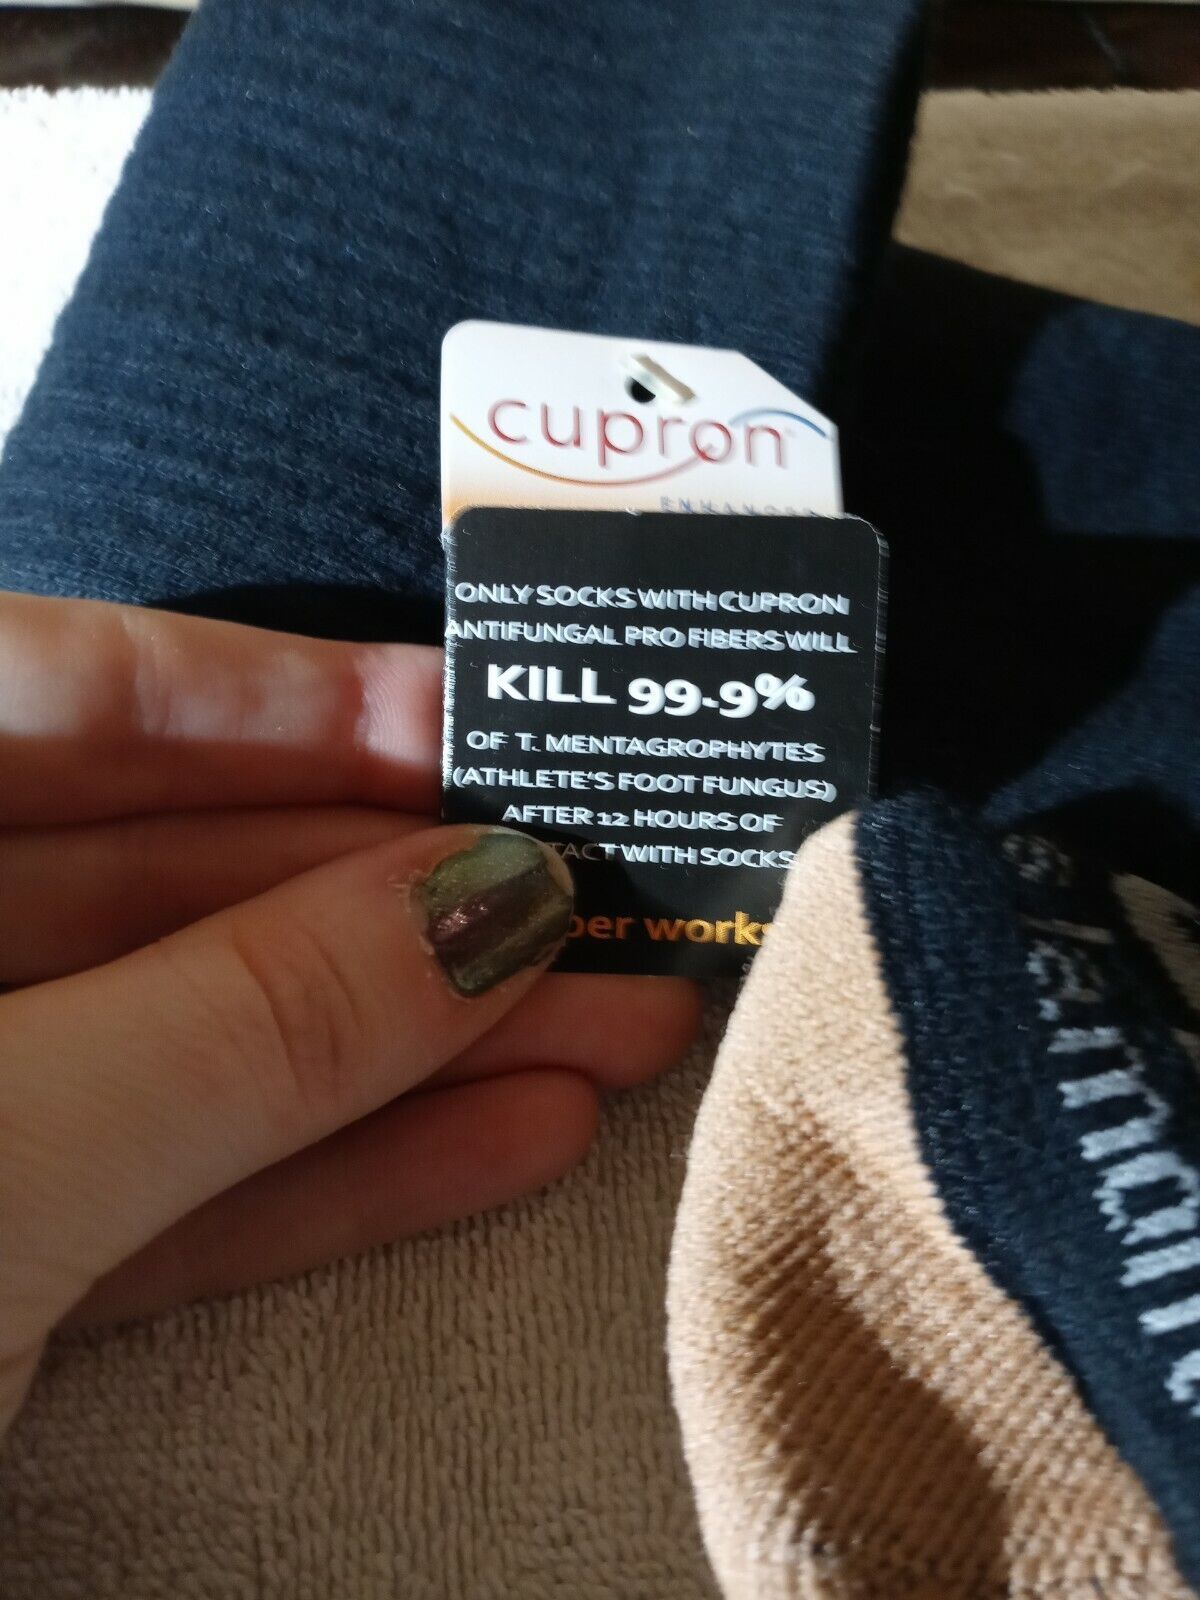 cupron
ENHANCED
ONLY SOCKS WITH CUPRON
ANTIFUNGAL PRO FIBERS WILL
KILL 99.9%
OF T. MENTAGROPHYTES
(ATHLETE'S FOOT FUNGUS)
AFTER 12 HOURS OF
TACT WITH SOCKS
per works